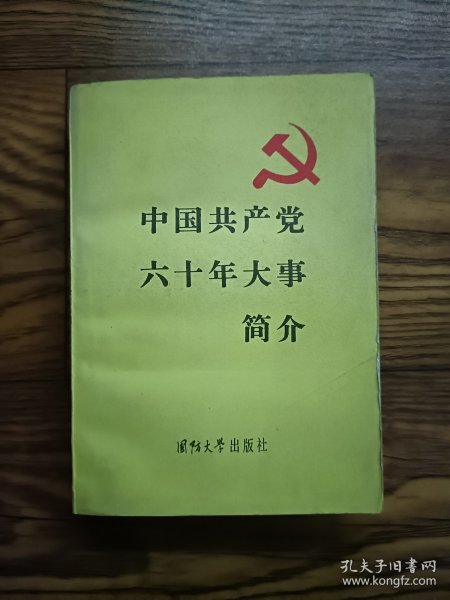 中国共产党
六十年大事
简介
国防大学出版社
孔夫子旧书网
www.kongfz.com